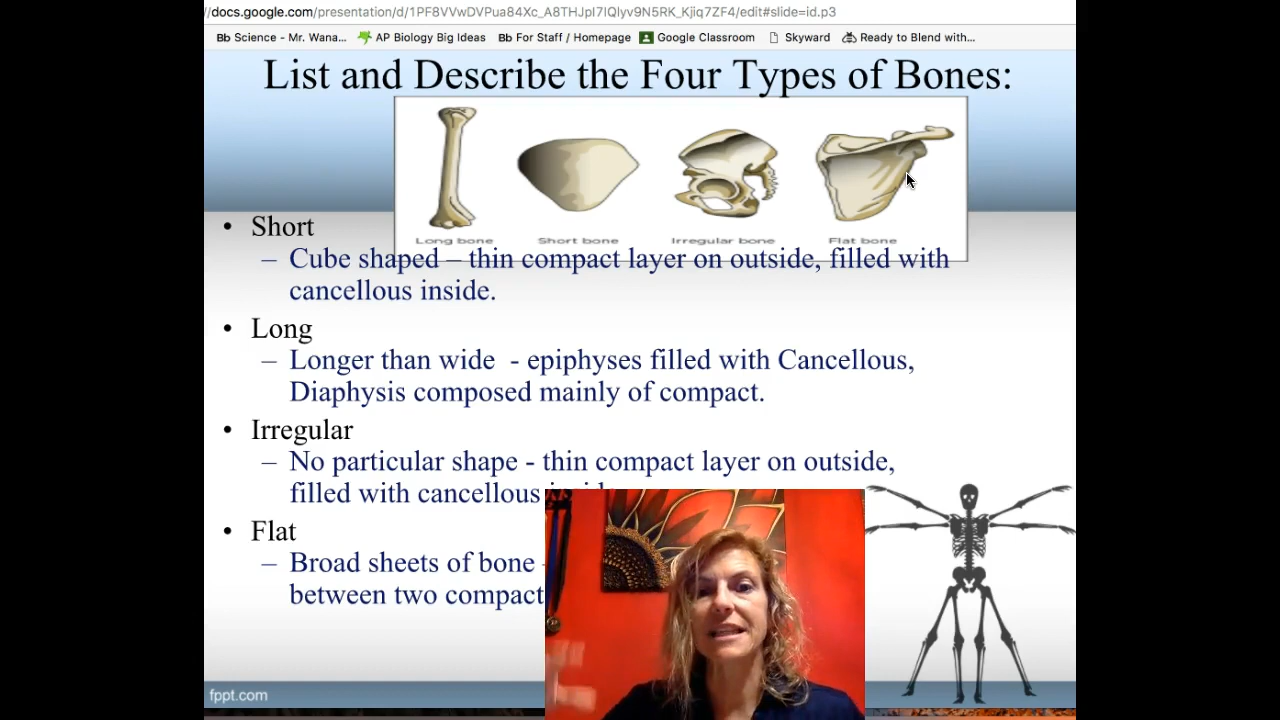 /docs.google.com/presentation/d/1PF8VVwDVPua84Xc_A8THJpI7IQlyv9N5RK_Kjiq7ZF4/edit#slide=id.p3
Bb Science - Mr. Wana... AP Biology Big Ideas Bb For Staff / Homepage Google Classroom Skyward Ready to Blend with...
List and Describe the Four Types of Bones:
Long bone Short bone Irregular bone Flat bone
• Short
– Cube shaped – thin compact layer on outside, filled with
cancellous inside.
• Long
– Longer than wide - epiphyses filled with Cancellous,
Diaphysis composed mainly of compact.
• Irregular
– No particular shape - thin compact layer on outside,
filled with cancellous
• Flat
– Broad sheets of bone
between two compact
fppt.com